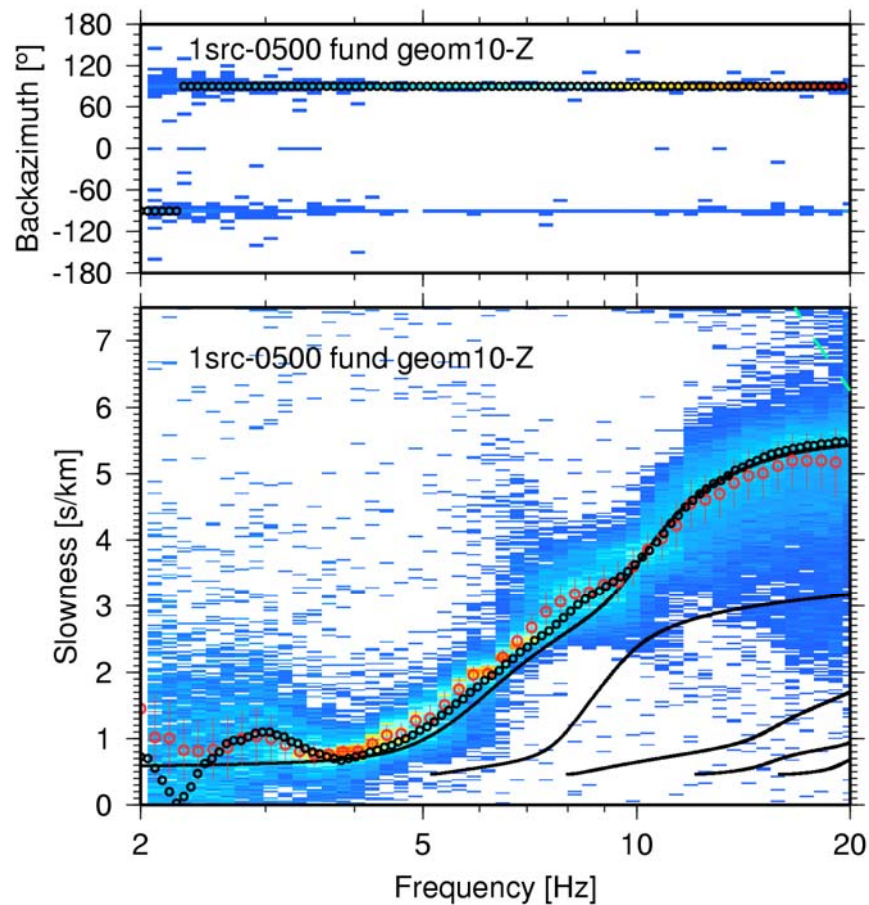 180
120
60
0
-60
-120
-180
Backazimuth [º]
1src-0500 fund geom10-Z
7
6
5
4
3
2
1
0
Slowness [s/km]
1src-0500 fund geom10-Z
2 5 10 20
Frequency [Hz]